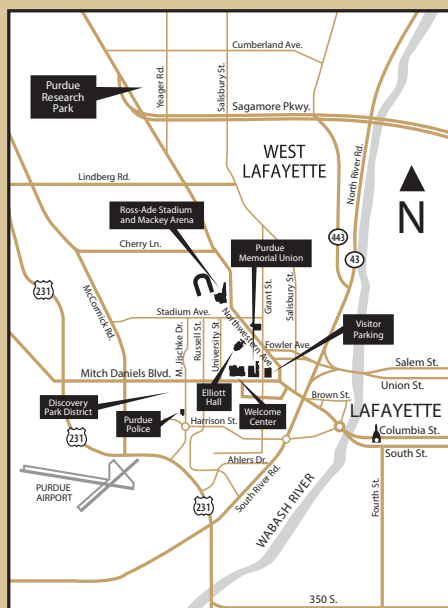 Cumberland Ave.
Yeager Rd.
Salisbury St.
Purdue
Research
Park
Sagamore Pkwy.
WEST
LAFAYETTE
North River Rd.
Lindberg Rd.
N
Ross-Ade Stadium
and Mackey Arena
Cherry Ln.
Purdue
Memorial Union
443
43
231
McCormick Rd.
Grant St.
Salisbury St.
Stadium Ave.
Northwestern Ave.
Visitor
Parking
M. Jischke Dr.
Russell St.
University St.
Fowler Ave.
Salem St.
Mitch Daniels Blvd.
Union St.
Elliott
Hall
Welcome
Center
Brown St.
Discovery
Park District
LAFAYETTE
Purdue
Police
Harrison St.
Columbia St.
231
South St.
Ahlers Dr.
PURDUE
AIRPORT
South River Rd.
WABASH RIVER
Fourth St.
231
350 S.